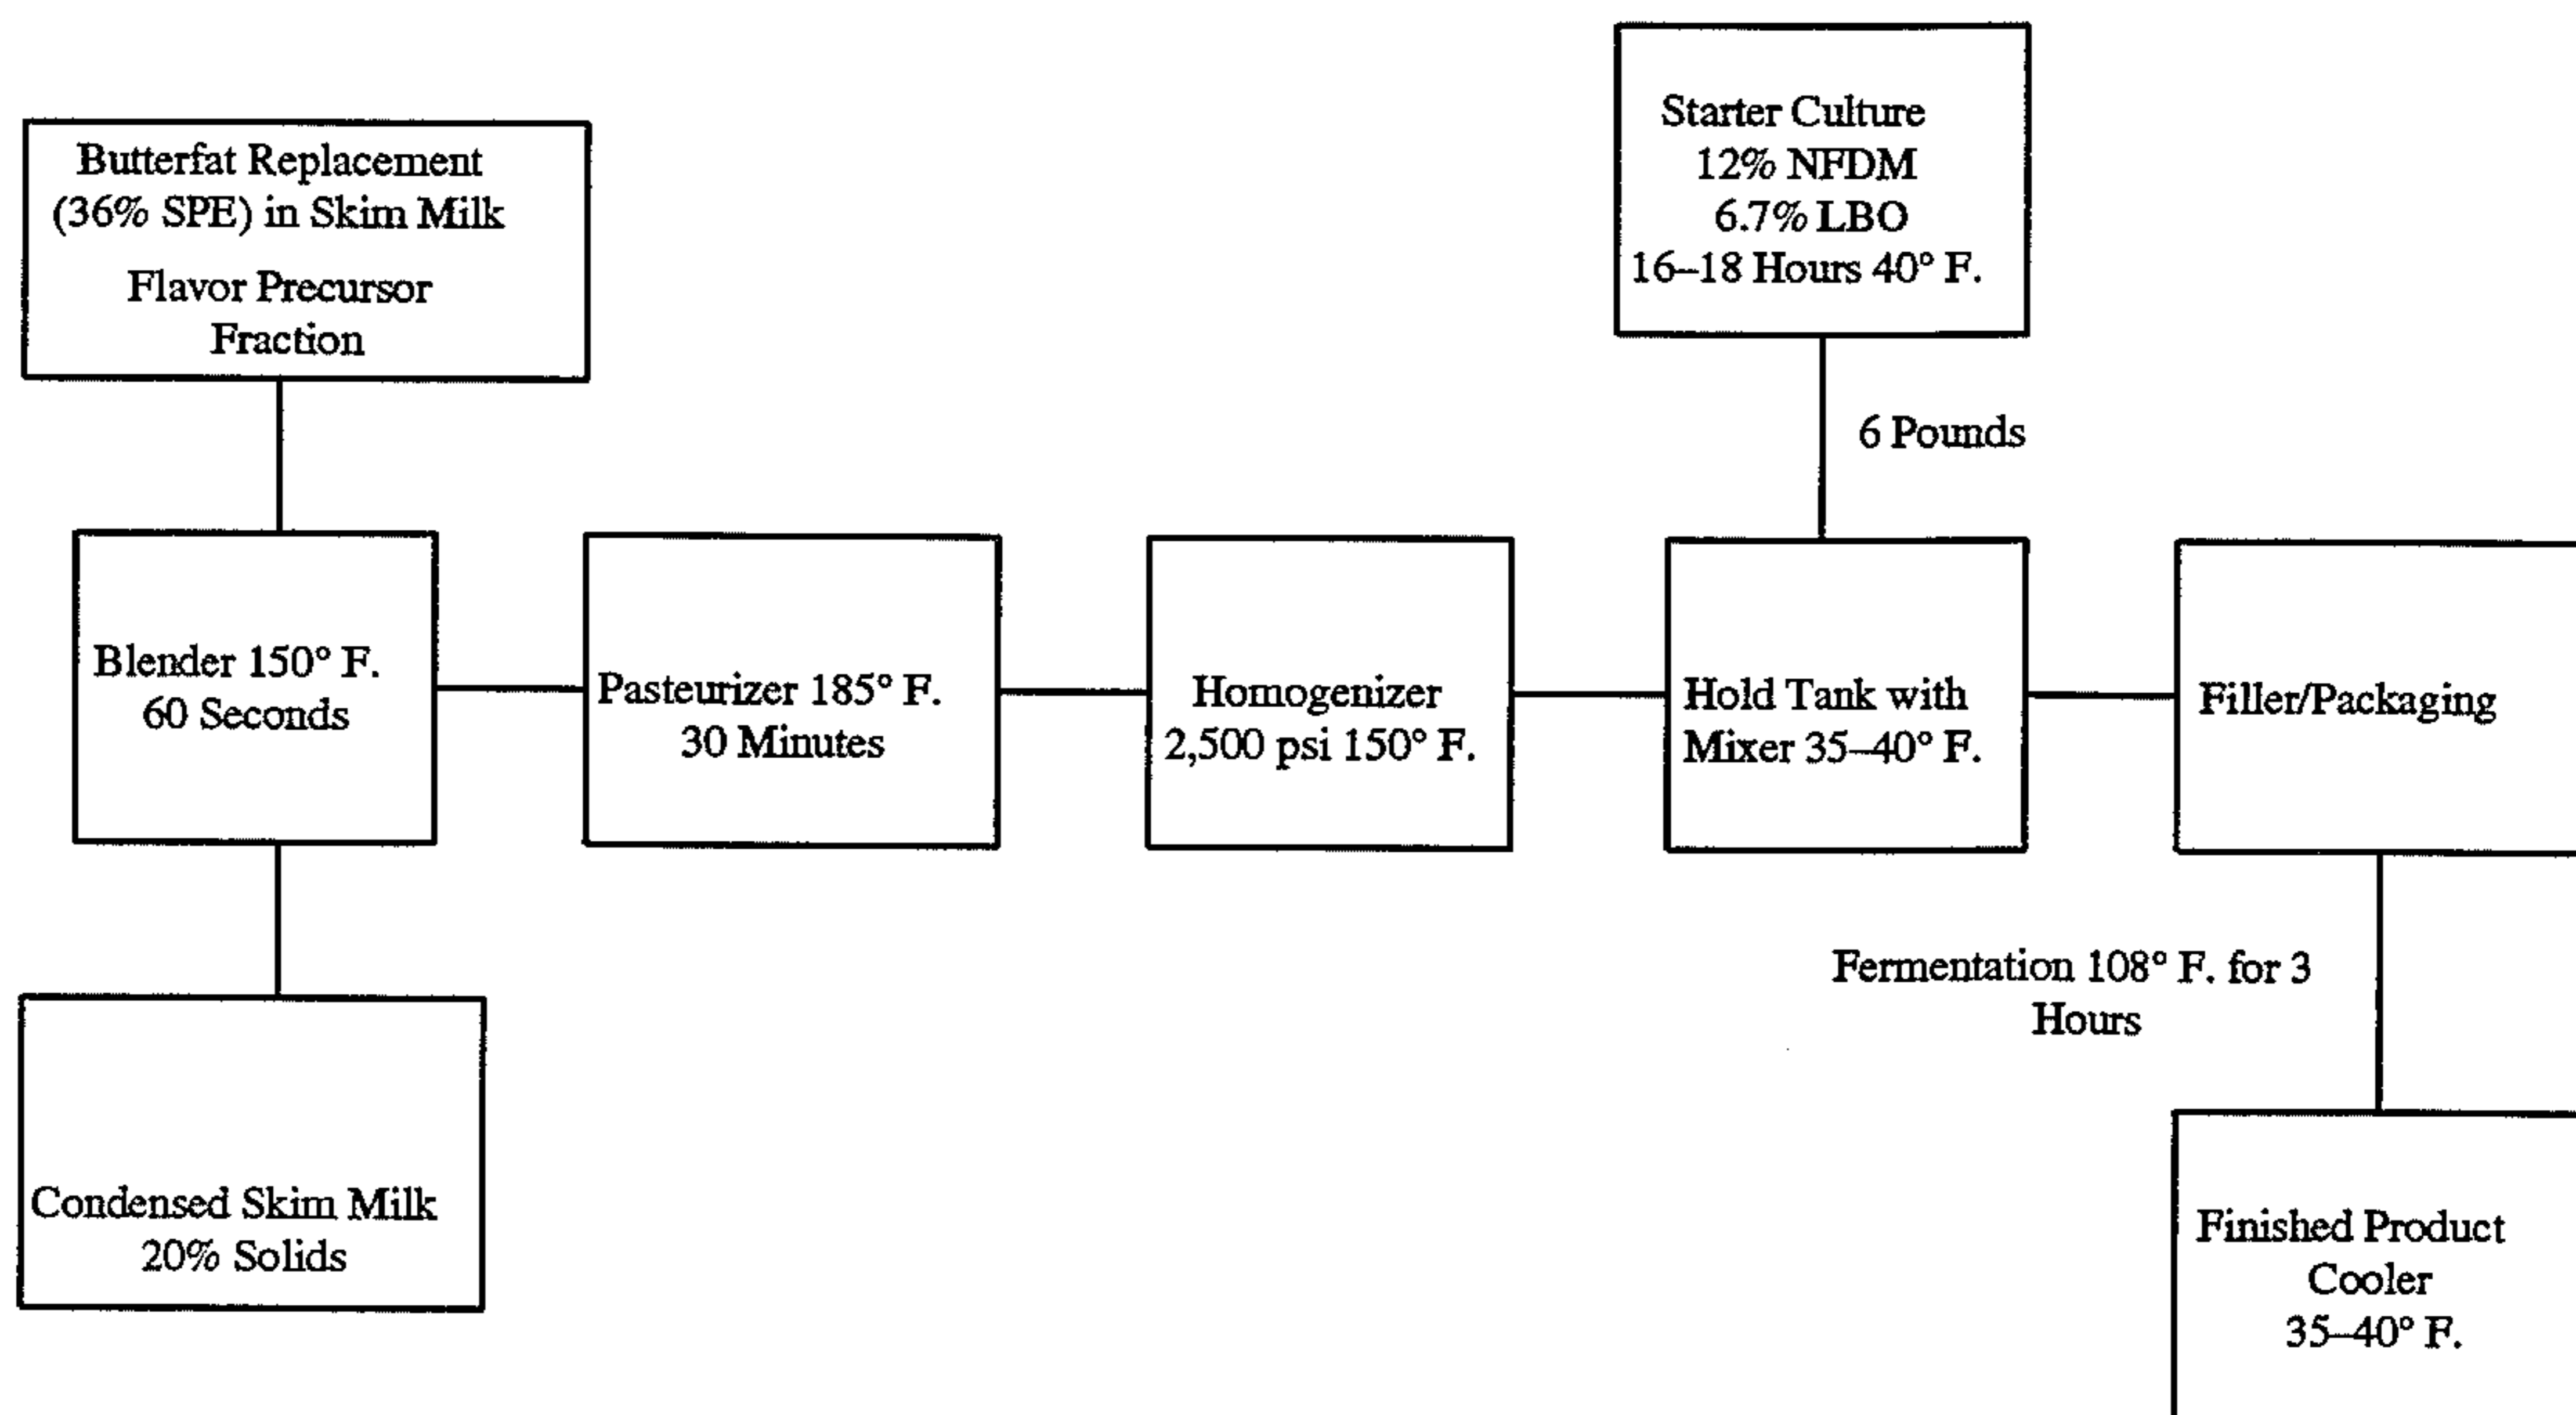 Butterfat Replacement
(36% SPE) in Skim Milk
Flavor Precursor
Fraction
Starter Culture
12% NFDM
6.7% LBO
16–18 Hours 40° F.
6 Pounds
Blender 150° F.
60 Seconds
Pasteurizer 185° F.
30 Minutes
Homogenizer
2,500 psi 150° F.
Hold Tank with
Mixer 35–40° F.
Filler/Packaging
Fermentation 108° F. for 3
Hours
Condensed Skim Milk
20% Solids
Finished Product
Cooler
35–40° F.